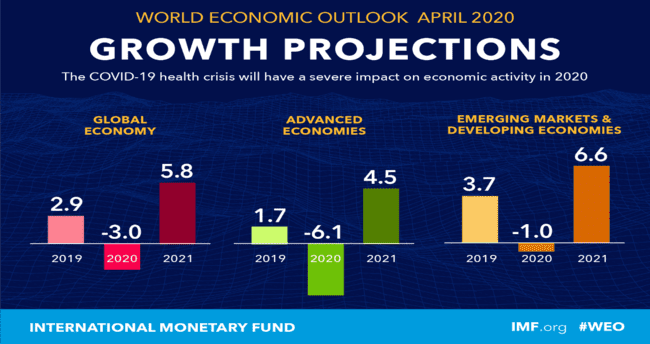 WORLD ECONOMIC OUTLOOK APRIL 2020
GROWTH PROJECTIONS
The COVID-19 health crisis will have a severe impact on economic activity in 2020
GLOBAL
ECONOMY
2.9
-3.0
5.8
2019
2020
2021
ADVANCED
ECONOMIES
1.7
-6.1
4.5
2019
2020
2021
EMERGING MARKETS &
DEVELOPING ECONOMIES
3.7
-1.0
6.6
2019
2020
2021
INTERNATIONAL MONETARY FUND
IMF.org #WEO